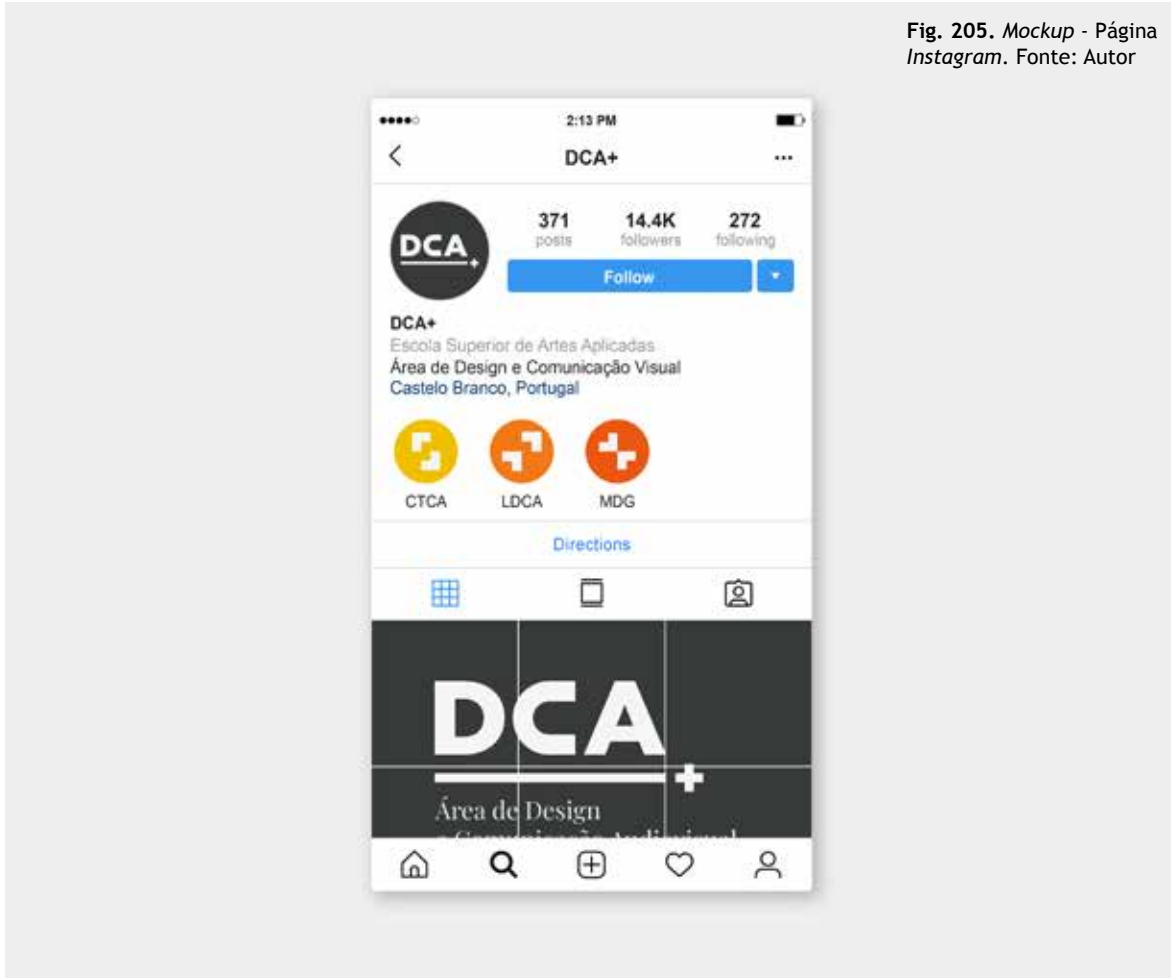 Fig. 205. Mockup - Página
Instagram. Fonte: Autor
2:13 PM
DCA+
371 14.4K 272
posts followers following
DCA+
Follow
DCA+
Escola Superior de Artes Aplicadas
Área de Design e Comunicação Visual
Castelo Branco, Portugal
CTCA LDCA MDG
Directions
DCA+
Área de Design
e Comunicação Audiovisual